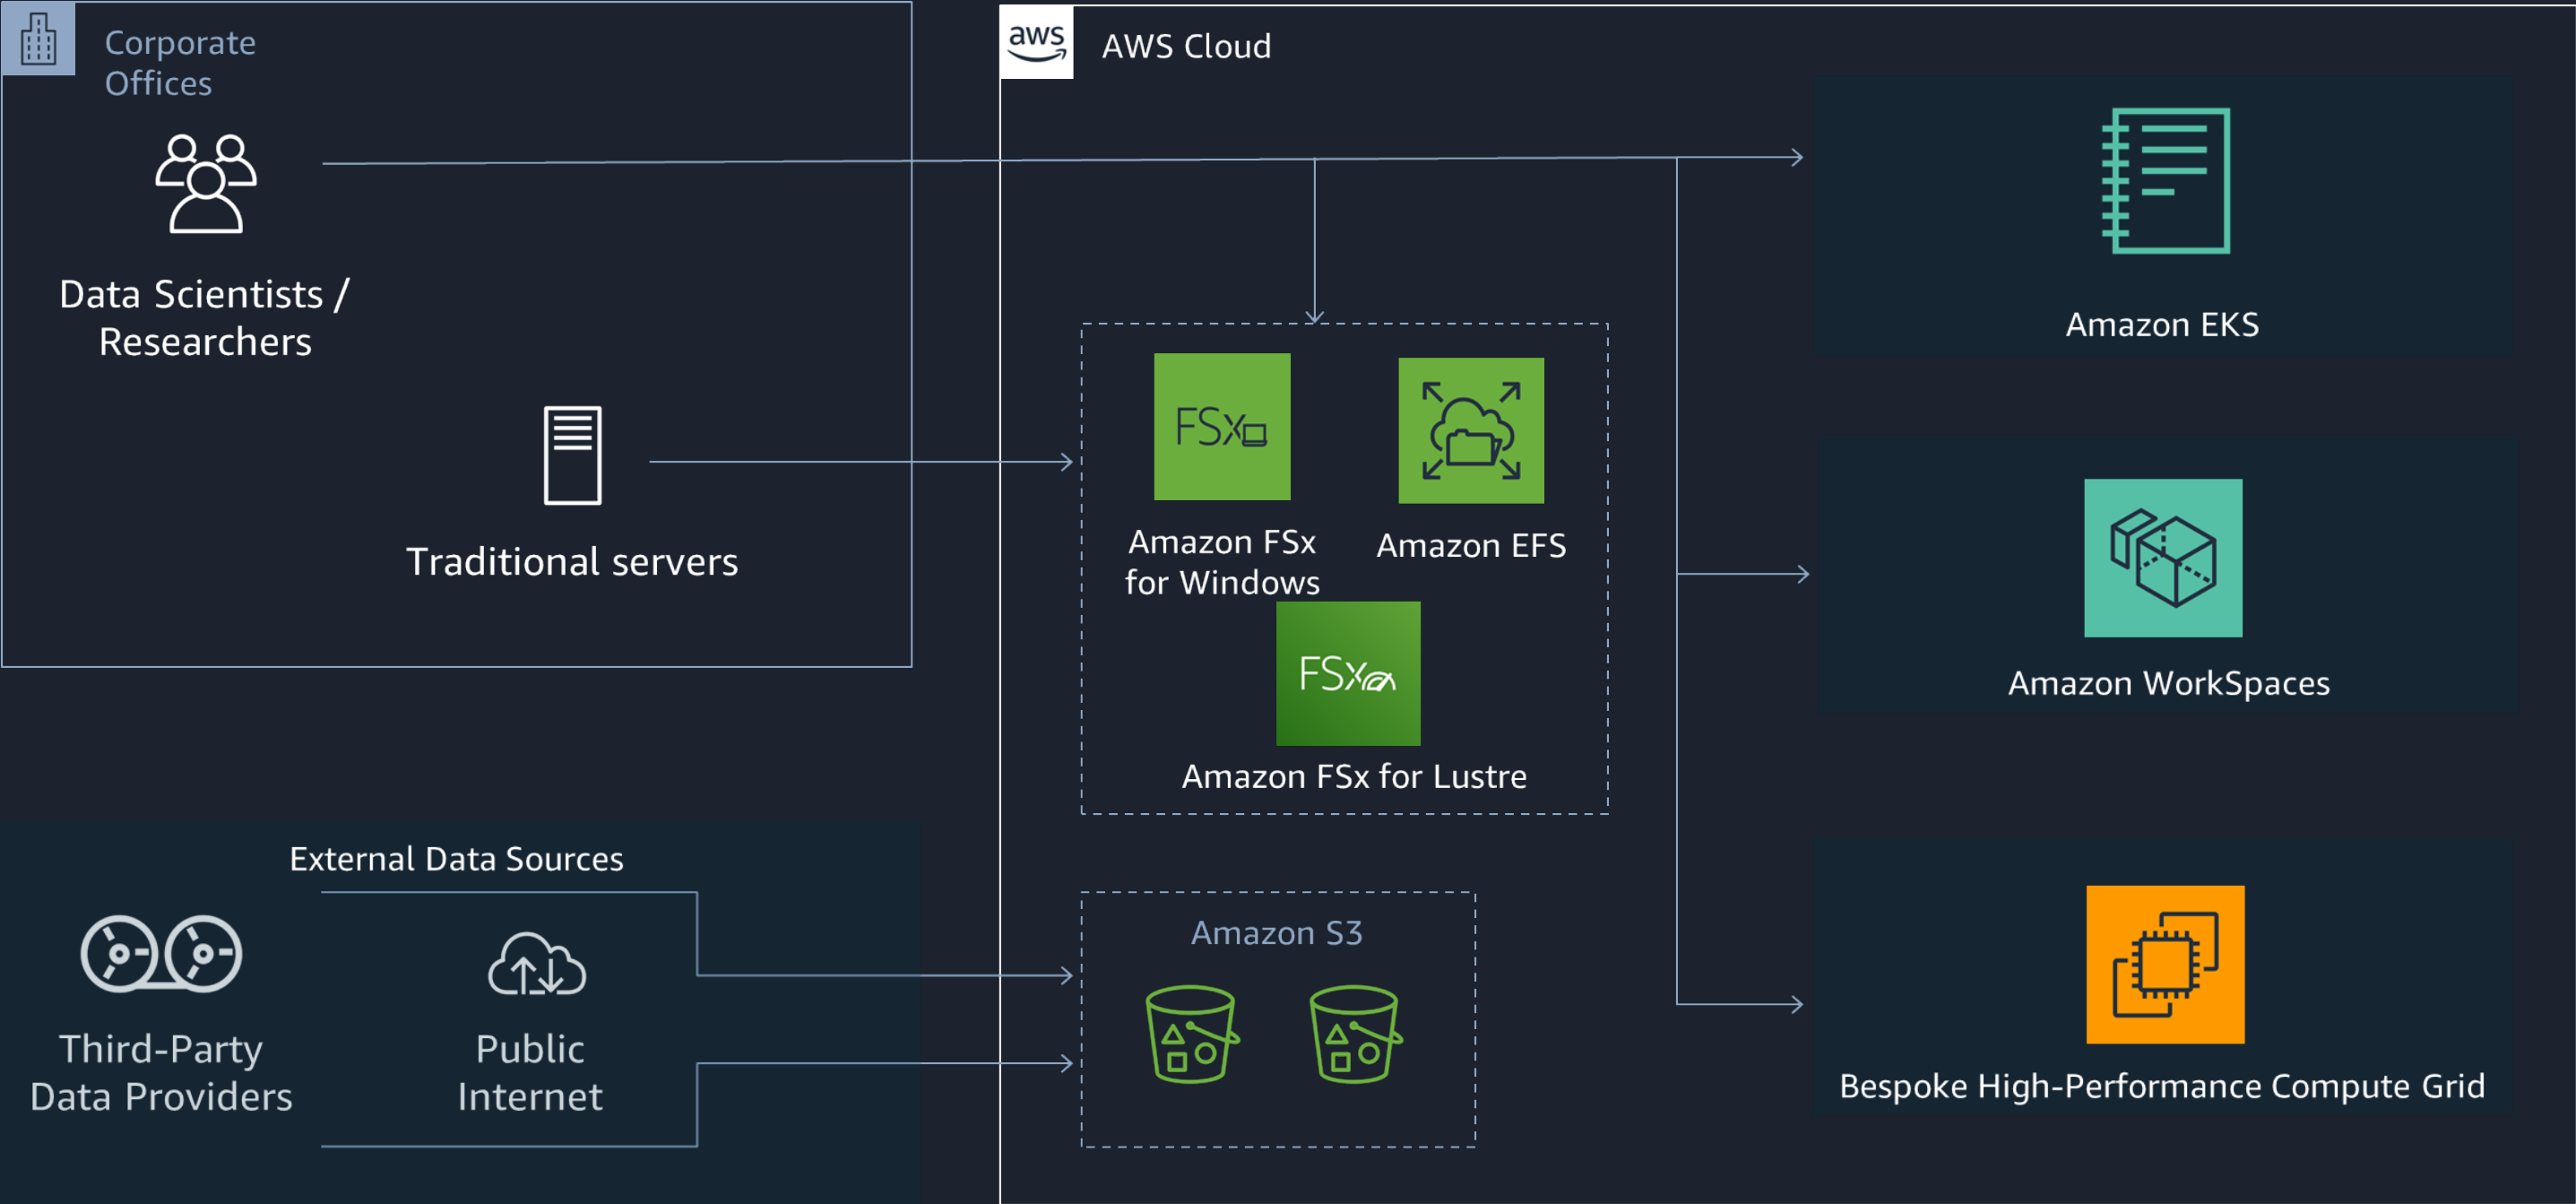 Corporate
Offices
aws
AWS Cloud
Data Scientists /
Researchers
Traditional servers
FSx
Amazon FSx
for Windows
Amazon EFS
FSx
Amazon FSx for Lustre
Amazon EKS
Amazon WorkSpaces
Bespoke High-Performance Compute Grid
External Data Sources
Third-Party
Data Providers
Public
Internet
Amazon S3